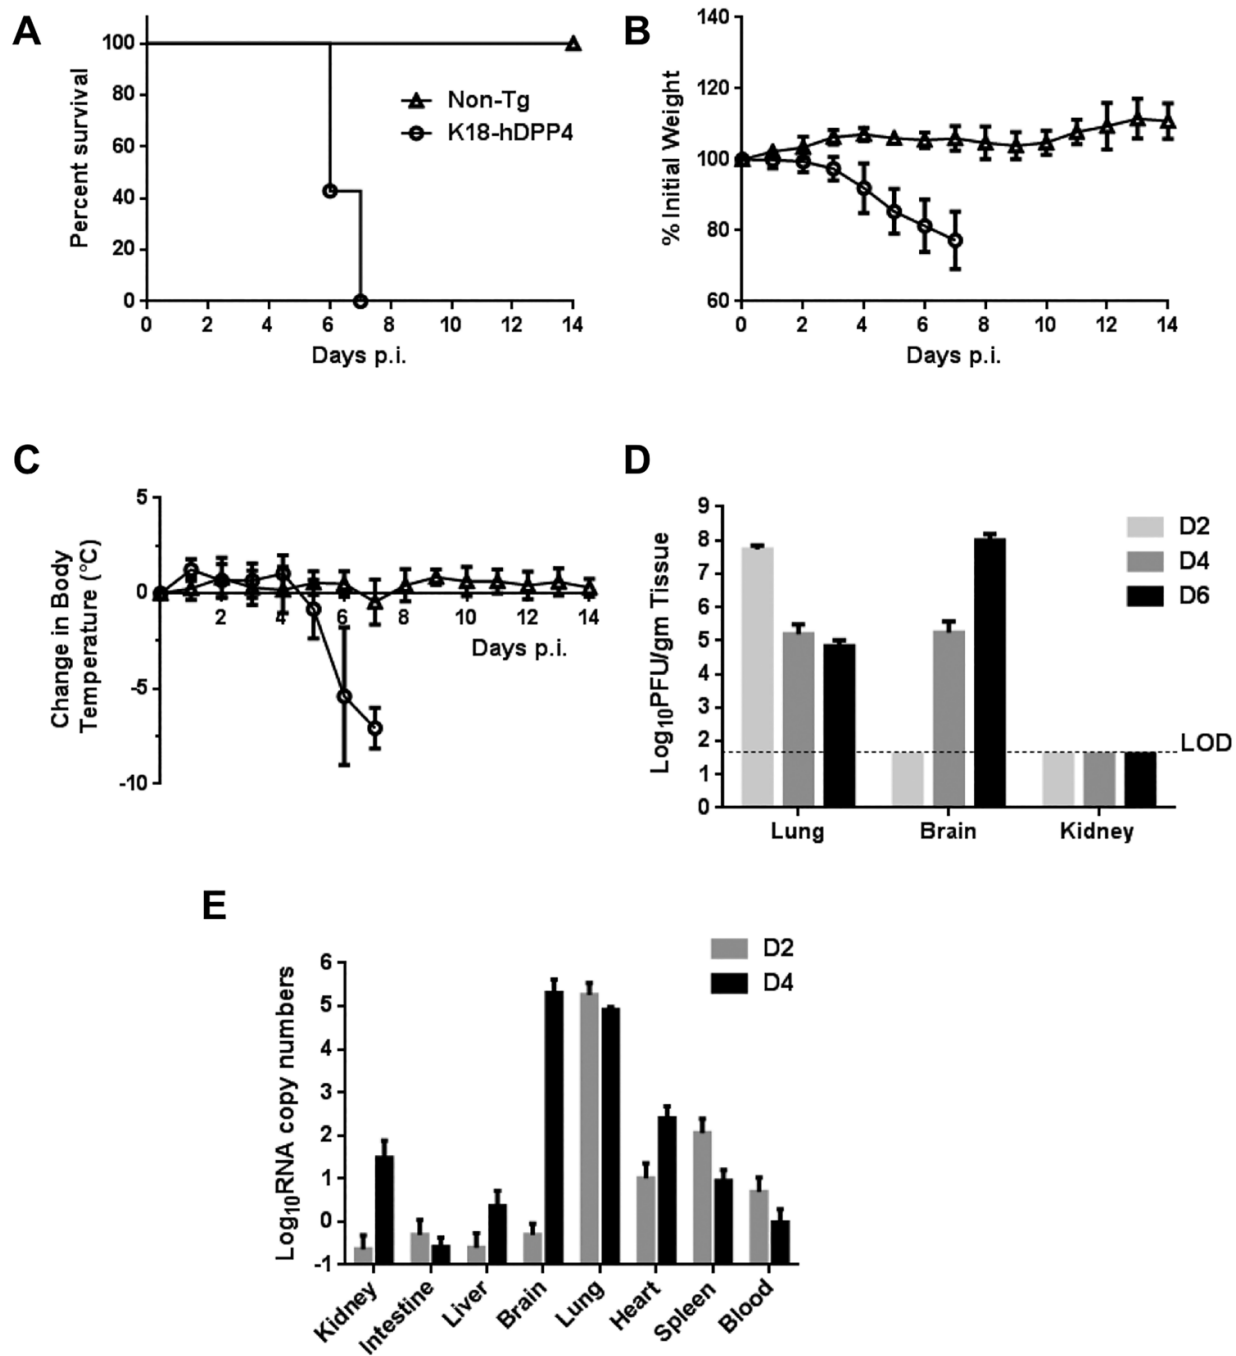 A
100
80
60
40
20
0
Percent survival
Non-Tg
K18-hDPP4
0 2 4 6 8 10 12 14
Days p.i.
B
140
120
100
80
60
% Initial Weight
0 2 4 6 8 10 12 14
Days p.i.
C
5
0
-5
-10
Change in Body
Temperature (°C)
2 4 6 8 10 12 14
Days p.i.
D
9
8
7
6
5
4
3
2
1
0
Log10PFU/gm Tissue
D2
D4
D6
LOD
Lung Brain Kidney
E
6
5
4
3
2
1
0
-1
Log10RNA copy numbers
D2
D4
Kidney
Intestine
Liver
Brain
Lung
Heart
Spleen
Blood